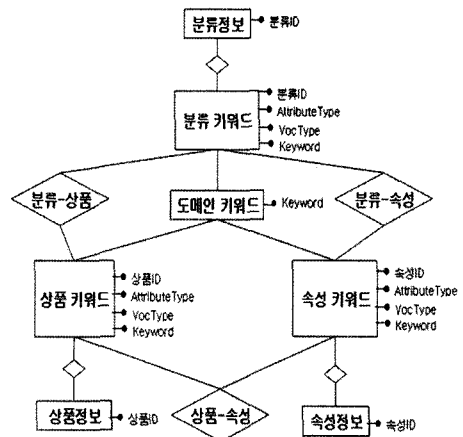 분류정보
분류ID
분류 키워드
분류ID
AttributeType
VocType
Keyword
분류-상품
도메인 키워드
Keyword
분류-속성
상품 키워드
상품ID
AttributeType
VocType
Keyword
속성 키워드
속성ID
AttributeType
VocType
Keyword
상품정보
상품ID
상품-속성
속성정보
속성ID